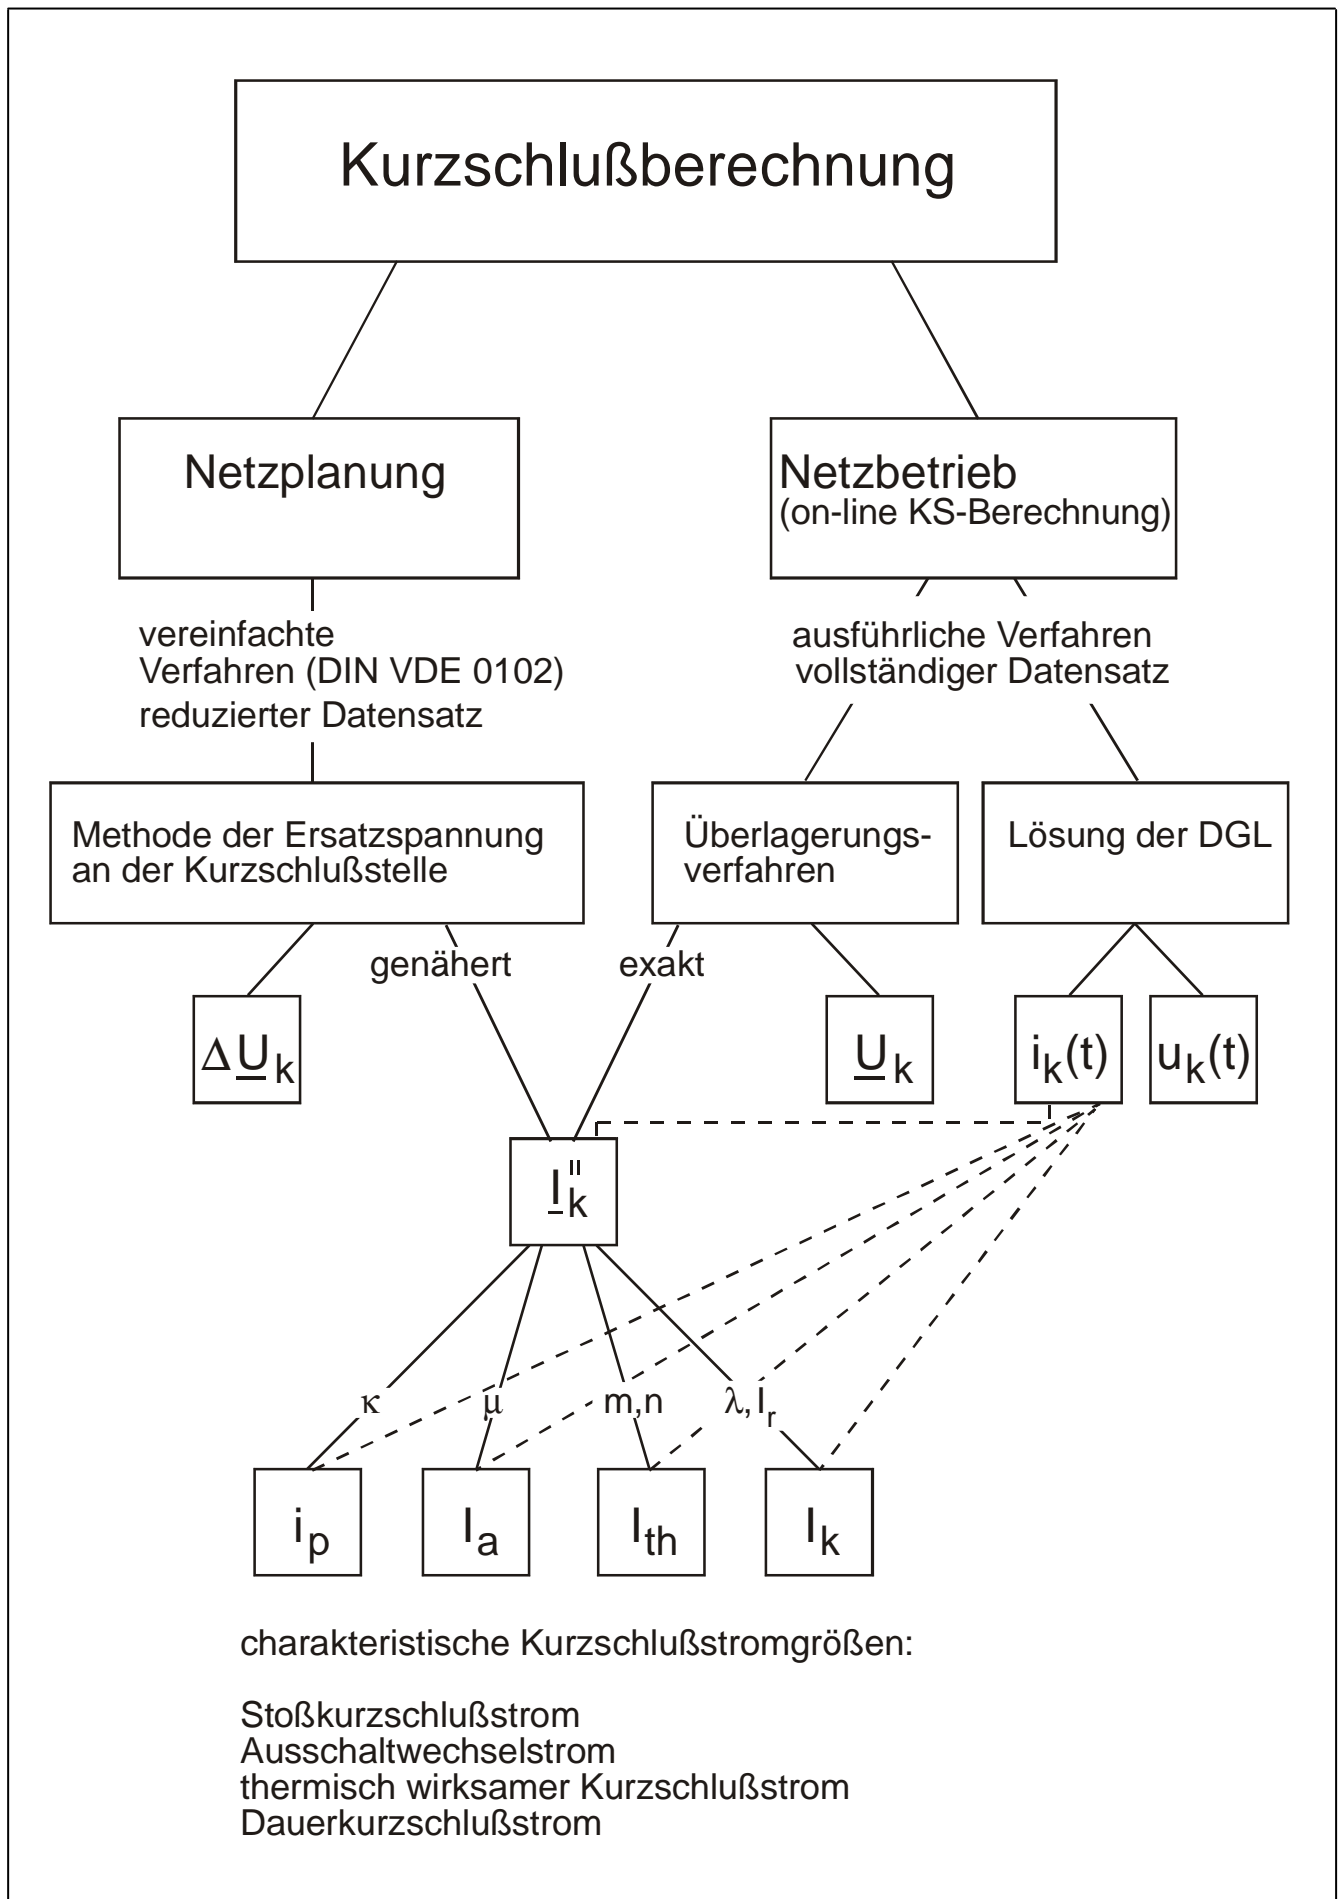 Kurzschlußberechnung
Netzplanung
Netzbetrieb
(on-line KS-Berechnung)
vereinfachte
Verfahren (DIN VDE 0102)
reduzierter Datensatz
ausführliche Verfahren
vollständiger Datensatz
Methode der Ersatzspannung
an der Kurzschlußstelle
Überlagerungs-
verfahren
Lösung der DGL
genähert
exakt
ΔU_k
U_k
i_k(t)
u_k(t)
I_k''
κ
μ
m,n
λ,I_r
i_p
I_a
I_th
I_k
charakteristische Kurzschlußstromgrößen:
Stoßkurzschlußstrom
Ausschaltwechselstrom
thermisch wirksamer Kurzschlußstrom
Dauerkurzschlußstrom